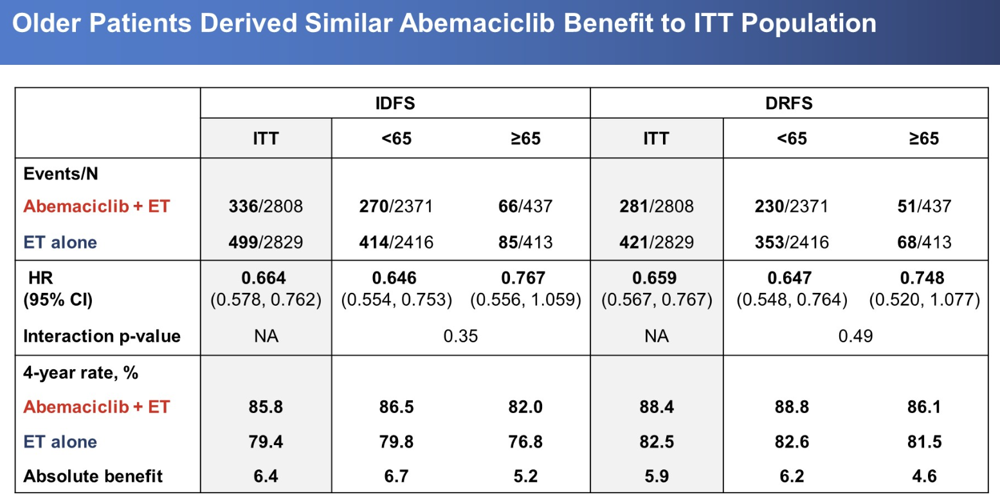 Older Patients Derived Similar Abemaciclib Benefit to ITT Population
IDFS DRFS
ITT <65 ≥65 ITT <65 ≥65
Events/N
Abemaciclib + ET 336/2808 270/2371 66/437 281/2808 230/2371 51/437
ET alone 499/2829 414/2416 85/413 421/2829 353/2416 68/413
HR 0.664 0.646 0.767 0.659 0.647 0.748
(95% CI) (0.578, 0.762) (0.554, 0.753) (0.556, 1.059) (0.567, 0.767) (0.548, 0.764) (0.520, 1.077)
Interaction p-value NA 0.35 NA 0.49
4-year rate, %
Abemaciclib + ET 85.8 86.5 82.0 88.4 88.8 86.1
ET alone 79.4 79.8 76.8 82.5 82.6 81.5
Absolute benefit 6.4 6.7 5.2 5.9 6.2 4.6